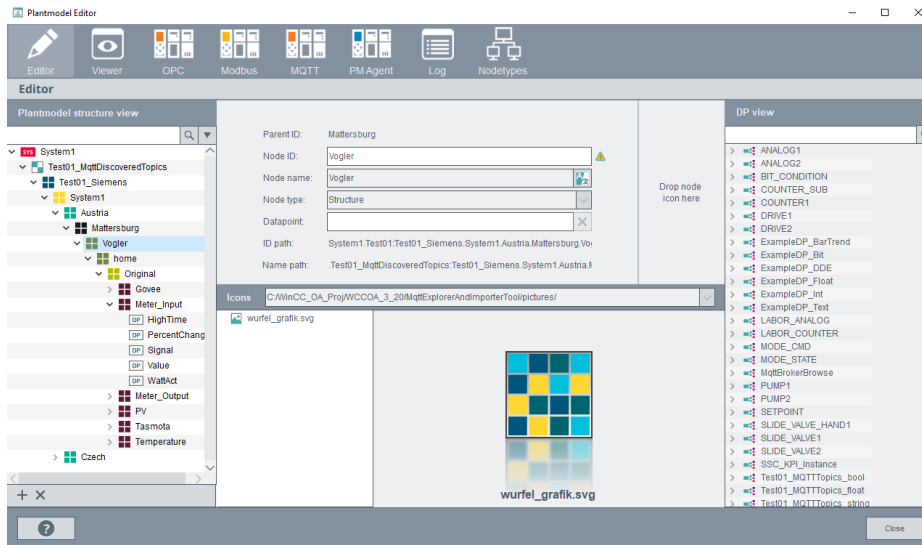 Plantmodel Editor
Editor
Viewer
OPC
Modbus
MQTT
PM Agent
Log
Nodetypes
Editor
Plantmodel structure view
SYS System1
Test01_MqttDiscoveredTopics
Test01_Siemens
System1
Austria
Mattersburg
Vogler
home
Original
Govee
Meter_Input
DP HighTime
DP PercentChang
DP Signal
DP Value
DP WattAct
Meter_Output
PV
Tasmota
Temperature
Czech
Parent ID: Mattersburg
Node ID: Vogler
Node name: Vogler
Node type: Structure
Datapoint:
ID path: System1.Test01:Test01_Siemens.System1.Austria.Mattersburg.Vog
Name path: .Test01_MqttDiscoveredTopics:Test01_Siemens.System1.Austria.M
Drop node
icon here
Icons C:/WinCC_OA_Proj/WCCOA_3_20/MqttExplorerAndImporterTool/pictures/
wurfel_grafik.svg
wurfel_grafik.svg
DP view
ANALOG1
ANALOG2
BIT_CONDITION
COUNTER_SUB
COUNTER1
DRIVE1
DRIVE2
ExampleDP_BarTrend
ExampleDP_Bit
ExampleDP_DDE
ExampleDP_Float
ExampleDP_Int
ExampleDP_Text
LABOR_ANALOG
LABOR_COUNTER
MODE_CMD
MODE_STATE
MqttBrokerBrowse
PUMP1
PUMP2
SETPOINT
SLIDE_VALVE_HAND1
SLIDE_VALVE1
SLIDE_VALVE2
SSC_KPI_Instance
Test01_MQTTTopics_bool
Test01_MQTTTopics_float
Test01_MQTTTopics_string
?
Close